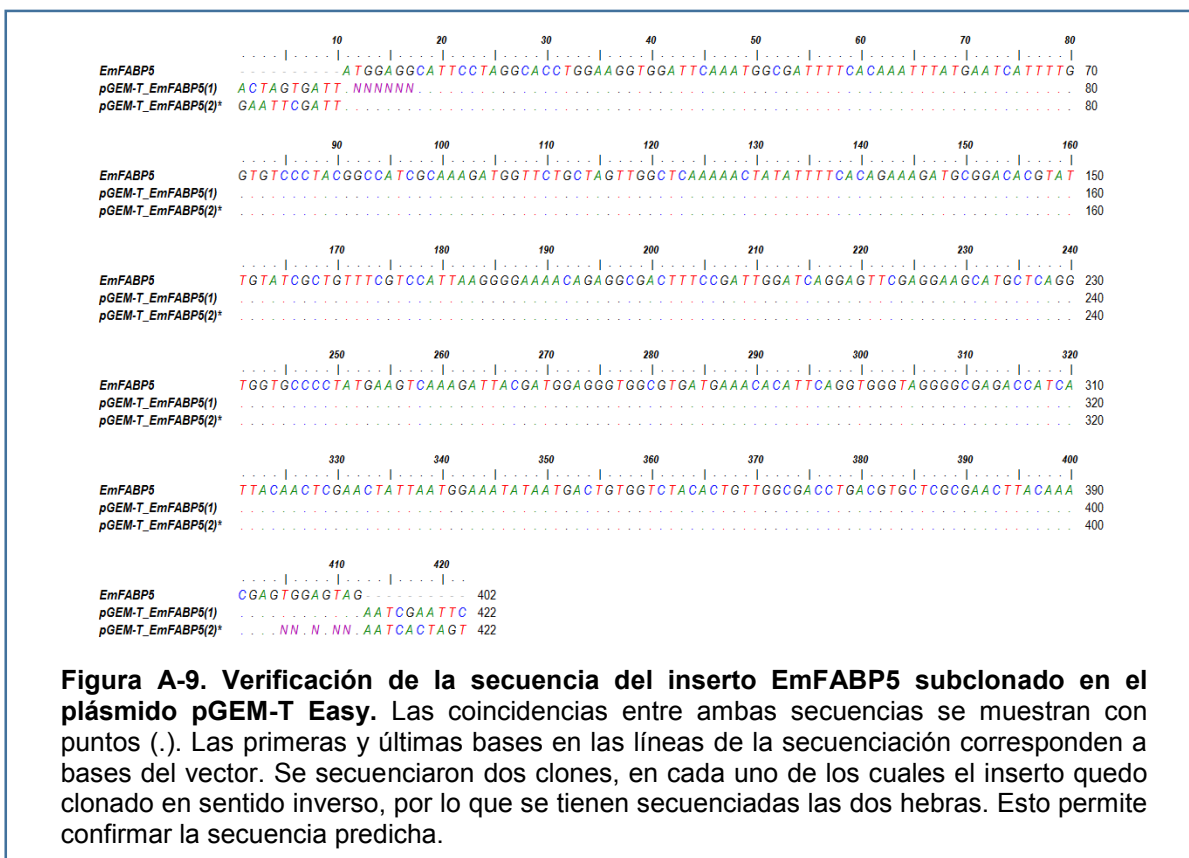 10 20 30 40 50 60 70 80
....|....|....|....|....|....|....|....|....|....|....|....|....|....|....|....|
EmFABP5 ----------ATGGAGGCATTCCTAGGCACCTGGAAGGTGGATTCAAATGGCGATTTTCACAAATTTATGAATCATTTTG 70
pGEM-T_EmFABP5(1) ACTAGTGATT.NNNNNN............................................................... 80
pGEM-T_EmFABP5(2)* GAATTCGATT...................................................................... 80
90 100 110 120 130 140 150 160
....|....|....|....|....|....|....|....|....|....|....|....|....|....|....|....|
EmFABP5 GTGTCCCTACGGCCATCGCAAAGATGGTTCTGCTAGTTGGCTCAAAAACTATATTTTCACAGAAAGATGCGGACACGTAT 150
pGEM-T_EmFABP5(1) ................................................................................ 160
pGEM-T_EmFABP5(2)* ................................................................................ 160
170 180 190 200 210 220 230 240
....|....|....|....|....|....|....|....|....|....|....|....|....|....|....|....|
EmFABP5 TGTATCGCTGTTTCGTCCATTAAGGGGAAAACAGAGGCGACTTTCCGATTGGATCAGGAGTTCGAGGAAGCATGCTCAGG 230
pGEM-T_EmFABP5(1) ................................................................................ 240
pGEM-T_EmFABP5(2)* ................................................................................ 240
250 260 270 280 290 300 310 320
....|....|....|....|....|....|....|....|....|....|....|....|....|....|....|....|
EmFABP5 TGGTGCCCCTATGAAGTCAAAGATTACGATGGAGGGTGGCGTGATGAAACACATTCAGGTGGGTAGGGGCGAGACCATCA 310
pGEM-T_EmFABP5(1) ................................................................................ 320
pGEM-T_EmFABP5(2)* ................................................................................ 320
330 340 350 360 370 380 390 400
....|....|....|....|....|....|....|....|....|....|....|....|....|....|....|....|
EmFABP5 TTACAACTCGAACTATTAATGGAAATATAATGACTGTGGTCTACACTGTTGGCGACCTGACGTGCTCGCGAACTTACAAA 390
pGEM-T_EmFABP5(1) ................................................................................ 400
pGEM-T_EmFABP5(2)* ................................................................................ 400
410 420
....|....|....|....|..
EmFABP5 CGAGTGGAGTAG---------- 402
pGEM-T_EmFABP5(1) ............AATCGAATTC 422
pGEM-T_EmFABP5(2)* ....NN.N.NN.AATCACTAGT 422
Figura A-9. Verificación de la secuencia del inserto EmFABP5 subclonado en el
plásmido pGEM-T Easy. Las coincidencias entre ambas secuencias se muestran con
puntos (.). Las primeras y últimas bases en las líneas de la secuenciación corresponden a
bases del vector. Se secuenciaron dos clones, en cada uno de los cuales el inserto quedo
clonado en sentido inverso, por lo que se tienen secuenciadas las dos hebras. Esto permite
confirmar la secuencia predicha.